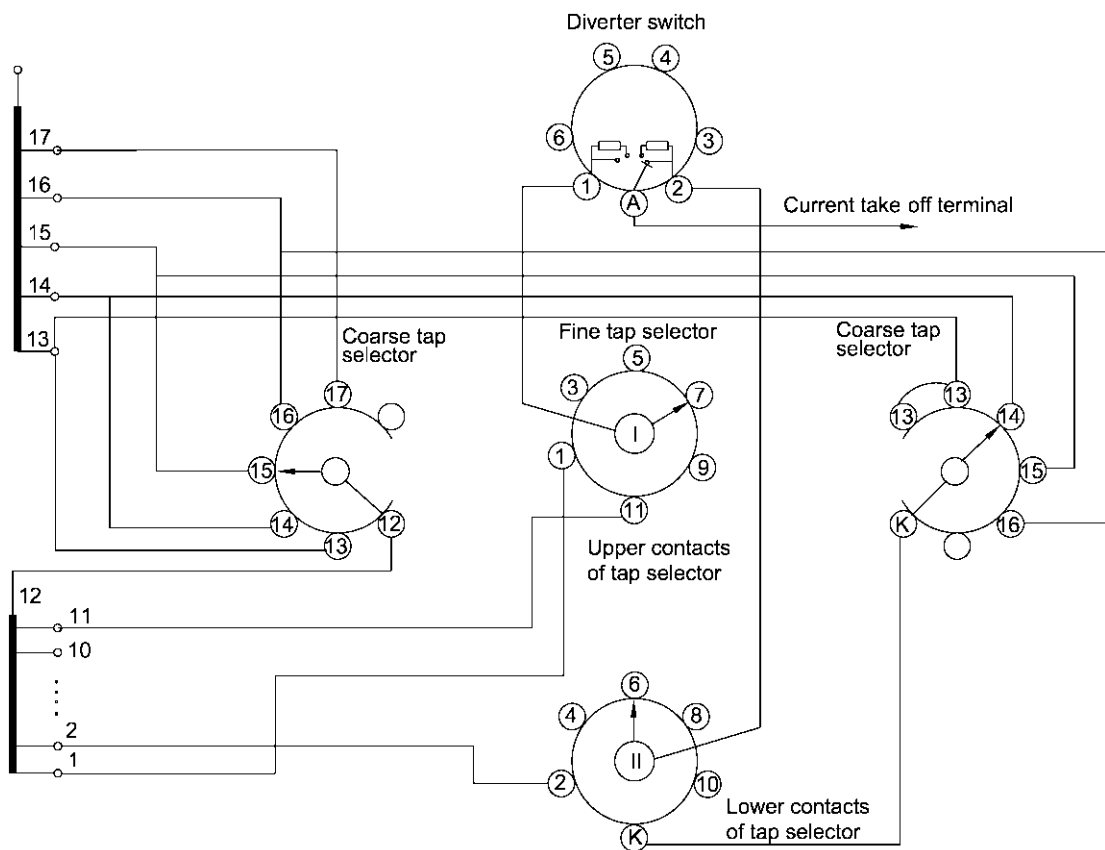 Diverter switch
5
4
6
3
1
2
A
Current take off terminal
17
16
15
14
13
Coarse tap
selector
17
16
15
14
13
12
Fine tap selector
5
3
7
I
1
9
11
Upper contacts
of tap selector
Coarse tap
selector
13
13
14
15
16
K
12
11
10
2
1
6
4
8
II
2
10
K
Lower contacts
of tap selector